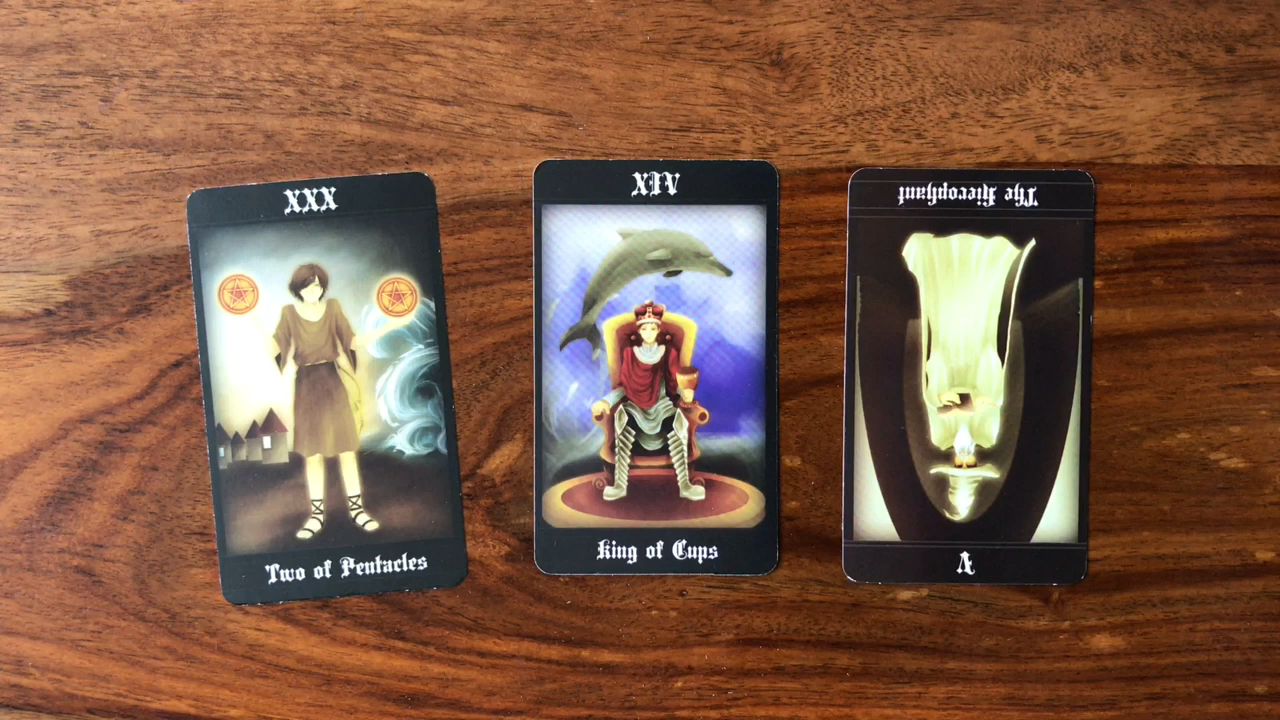 XXX
Two of Pentacles
XIV
King of Cups
The Hierophant
V